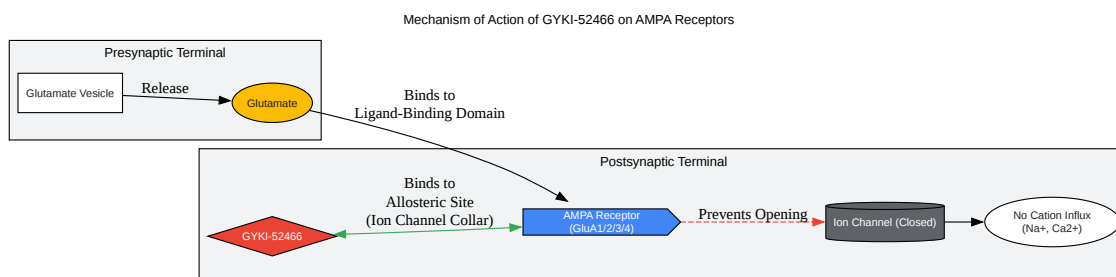 Mechanism of Action of GYKI-52466 on AMPA Receptors
Presynaptic Terminal
Glutamate Vesicle
Release
Glutamate
Binds to
Ligand-Binding Domain
Postsynaptic Terminal
GYKI-52466
Binds to
Allosteric Site
(Ion Channel Collar)
AMPA Receptor
(GluA1/2/3/4)
Prevents Opening
Ion Channel (Closed)
No Cation Influx
(Na+, Ca2+)